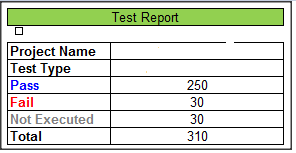 Test Report
Project Name
Test Type
Pass 250
Fail 30
Not Executed 30
Total 310